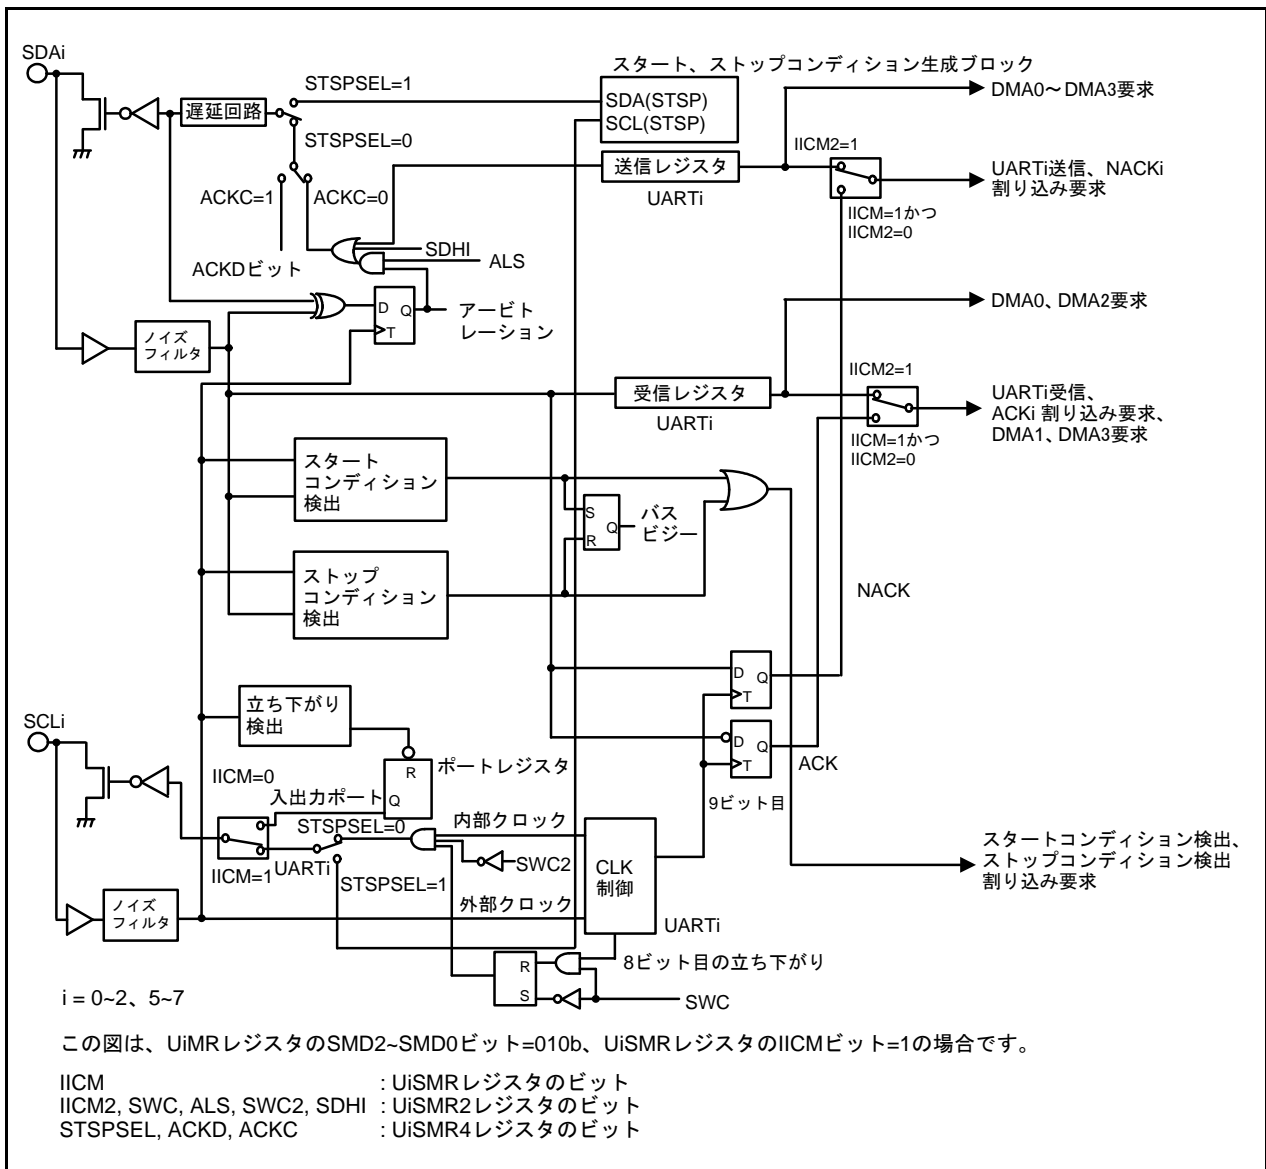 SDAi
スタート、ストップコンディション生成ブロック
STSPSEL=1
SDA(STSP)
SCL(STSP)
DMA0～DMA3要求
遅延回路
STSPSEL=0
IICM2=1
送信レジスタ
UARTi
UARTi送信、NACKi
割り込み要求
ACKC=1
ACKC=0
IICM=1かつ
IICM2=0
SDHI
ALS
ACKDビット
D
Q
T
アービト
レーション
DMA0、DMA2要求
ノイズ
フィルタ
IICM2=1
受信レジスタ
UARTi
UARTi受信、
ACKi 割り込み要求、
DMA1、DMA3要求
IICM=1かつ
IICM2=0
スタート
コンディション
検出
S
Q
R
バス
ビジー
ストップ
コンディション
検出
NACK
D
Q
T
立ち下がり
検出
SCLi
D
Q
T
ACK
9ビット目
IICM=0
R
Q
ポートレジスタ
入出力ポート
STSPSEL=0
内部クロック
IICM=1
UARTi
SWC2
CLK
制御
STSPSEL=1
外部クロック
UARTi
スタートコンディション検出、
ストップコンディション検出
割り込み要求
ノイズ
フィルタ
R
S
8ビット目の立ち下がり
SWC
i = 0~2、5~7
この図は、UiMRレジスタのSMD2~SMD0ビット=010b、UiSMRレジスタのIICMビット=1の場合です。
IICM : UiSMRレジスタのビット
IICM2, SWC, ALS, SWC2, SDHI : UiSMR2レジスタのビット
STSPSEL, ACKD, ACKC : UiSMR4レジスタのビット